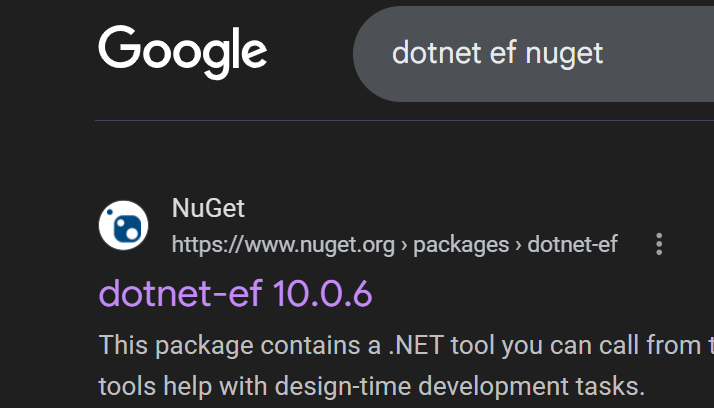 Google
dotnet ef nuget
NuGet
https://www.nuget.org › packages › dotnet-ef
dotnet-ef 10.0.6
This package contains a .NET tool you can call from
tools help with design-time development tasks.